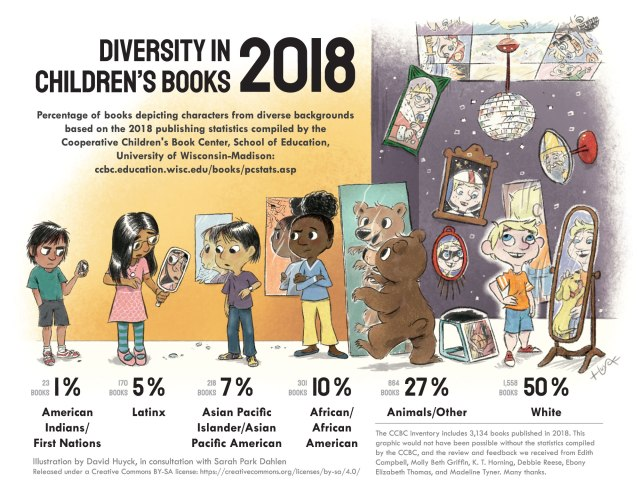 DIVERSITY IN
CHILDREN'S BOOKS 2018
Percentage of books depicting characters from diverse backgrounds
based on the 2018 publishing statistics compiled by the
Cooperative Children's Book Center, School of Education,
University of Wisconsin-Madison:
ccbc.education.wisc.edu/books/pcstats.asp
23 BOOKS 1%
American
Indians/
First Nations
170 BOOKS 5%
Latinx
218 BOOKS 7%
Asian Pacific
Islander/Asian
Pacific American
301 BOOKS 10%
African/
African
American
864 BOOKS 27%
Animals/Other
1,558 BOOKS 50%
White
Huyck
The CCBC inventory includes 3,134 books published in 2018. This
graphic would not have been possible without the statistics compiled
by the CCBC, and the review and feedback we received from Edith
Campbell, Molly Beth Griffin, K. T. Horning, Debbie Reese, Ebony
Elizabeth Thomas, and Madeline Tyner. Many thanks.
Illustration by David Huyck, in consultation with Sarah Park Dahlen
Released under a Creative Commons BY-SA license: https://creativecommons.org/licenses/by-sa/4.0/